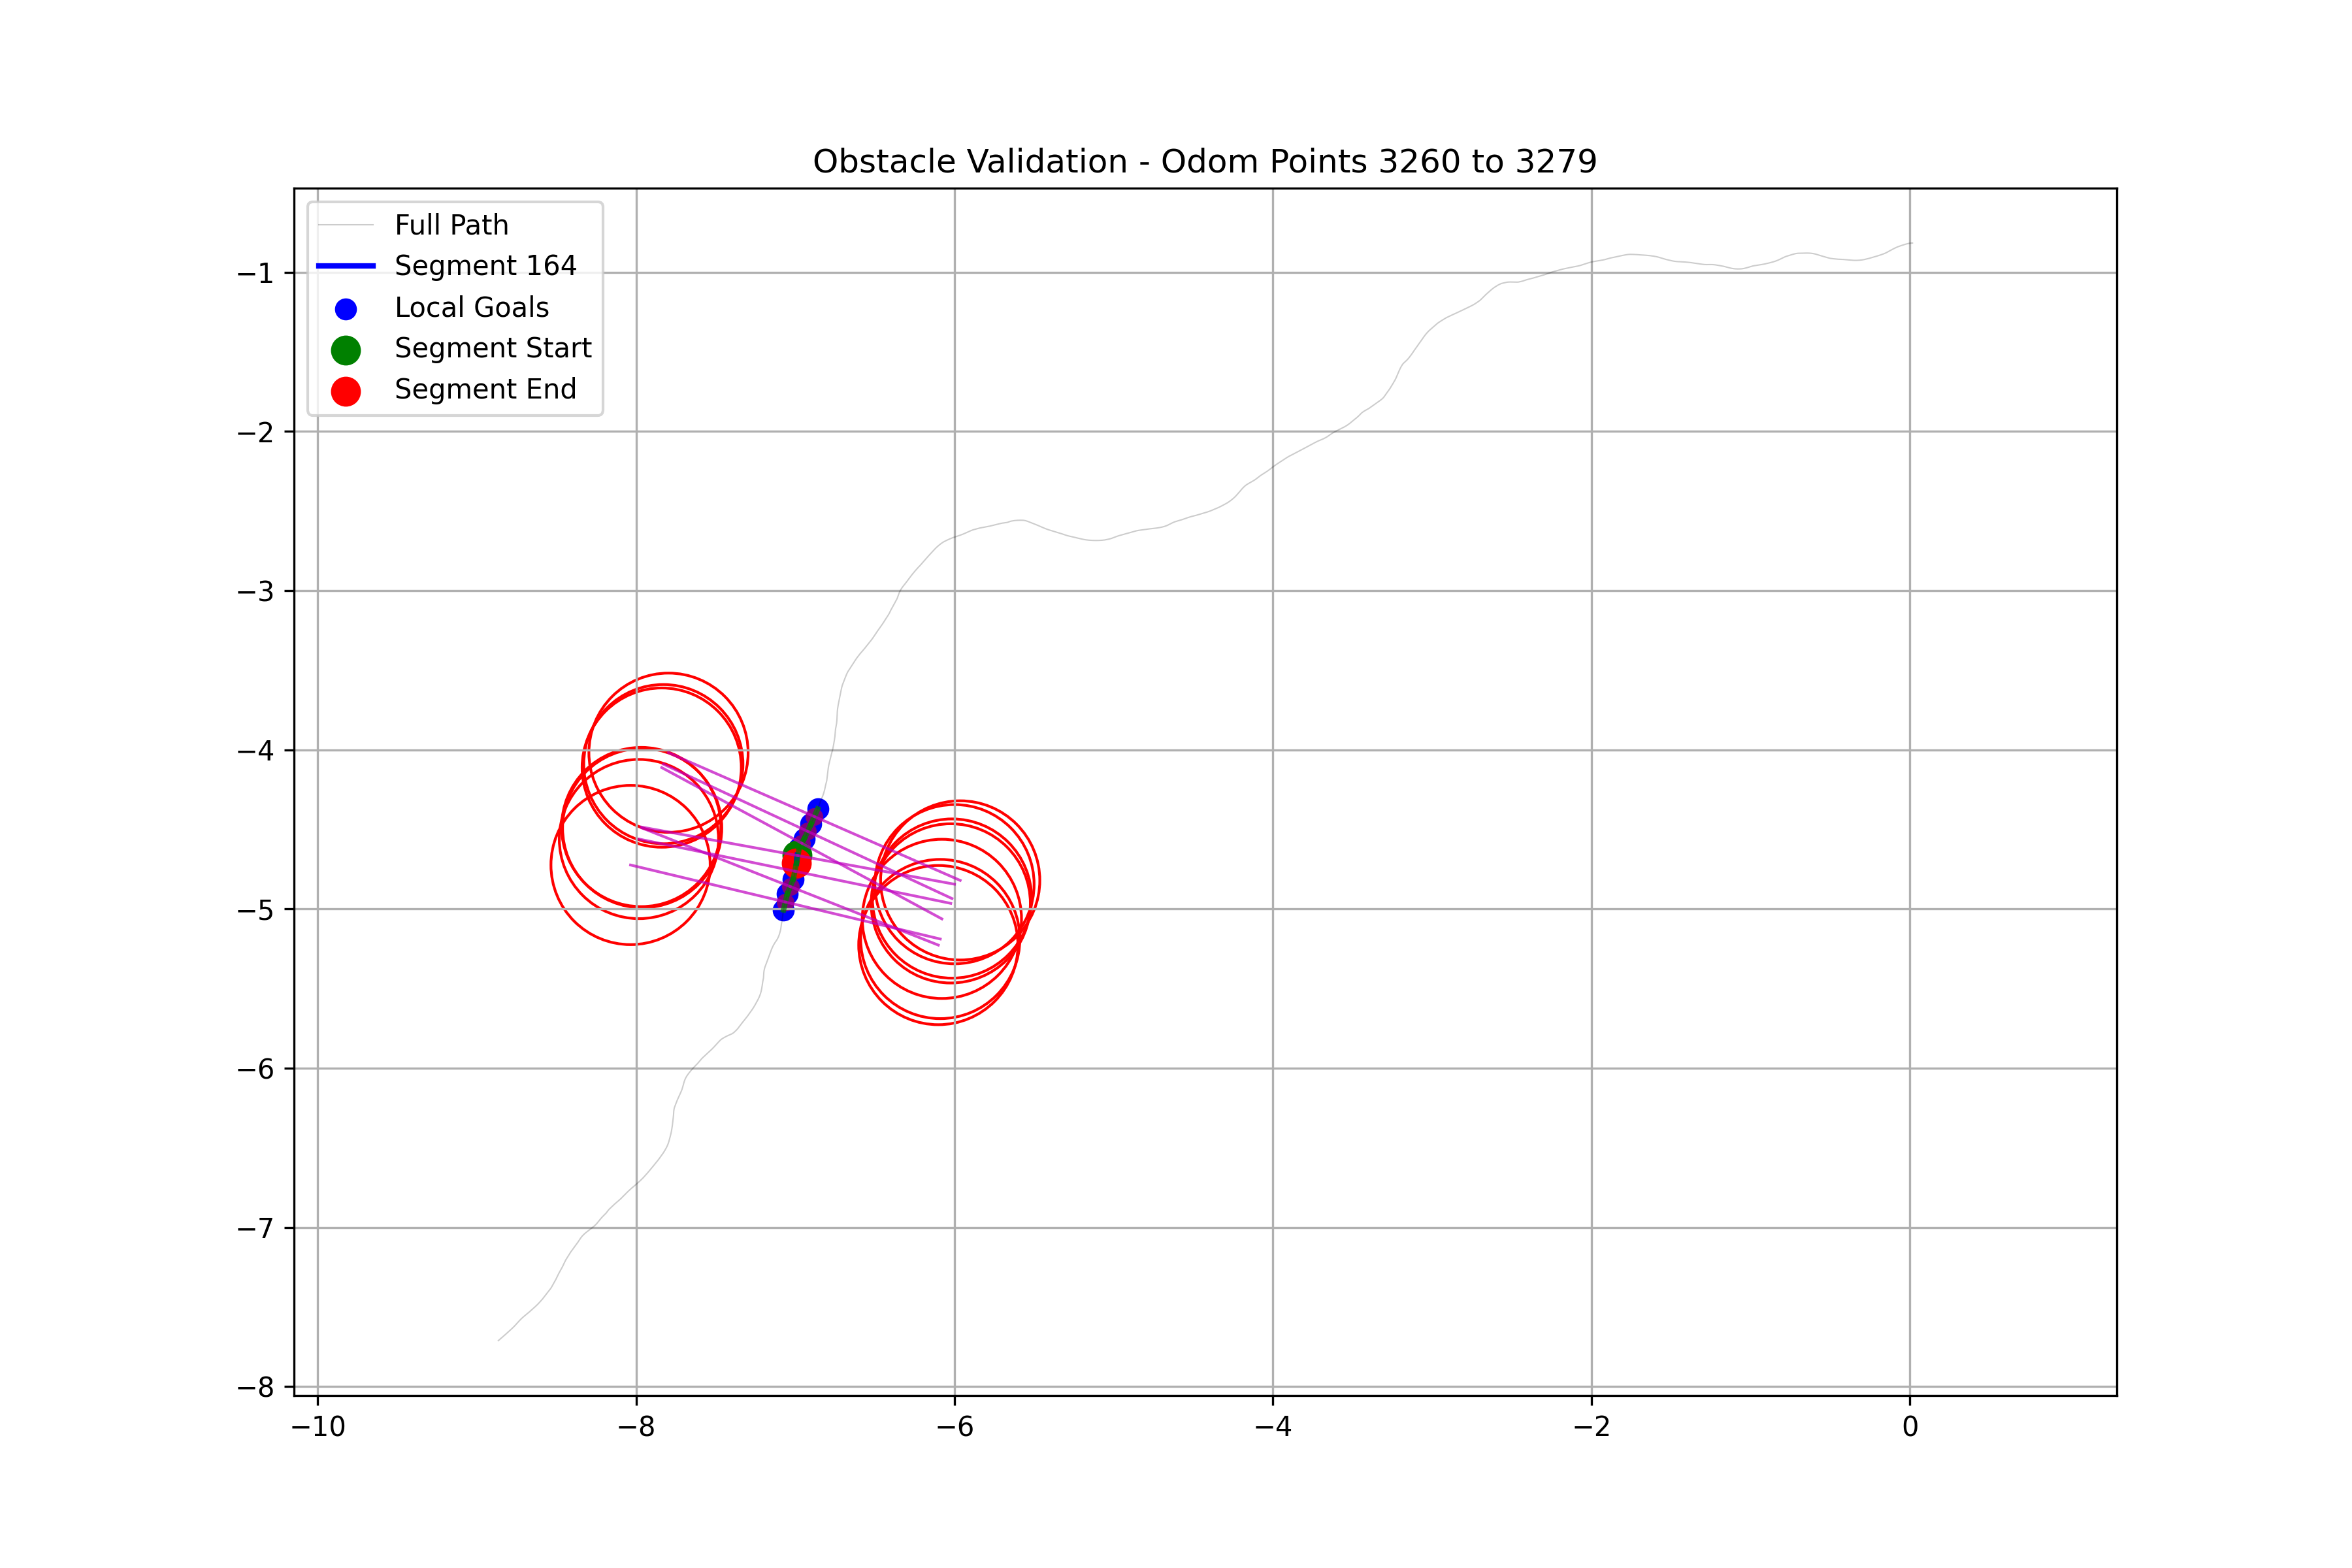 Obstacle Validation - Odom Points 3260 to 3279
Full Path
Segment 164
Local Goals
Segment Start
Segment End
−1
−2
−3
−4
−5
−6
−7
−8
−10
−8
−6
−4
−2
0